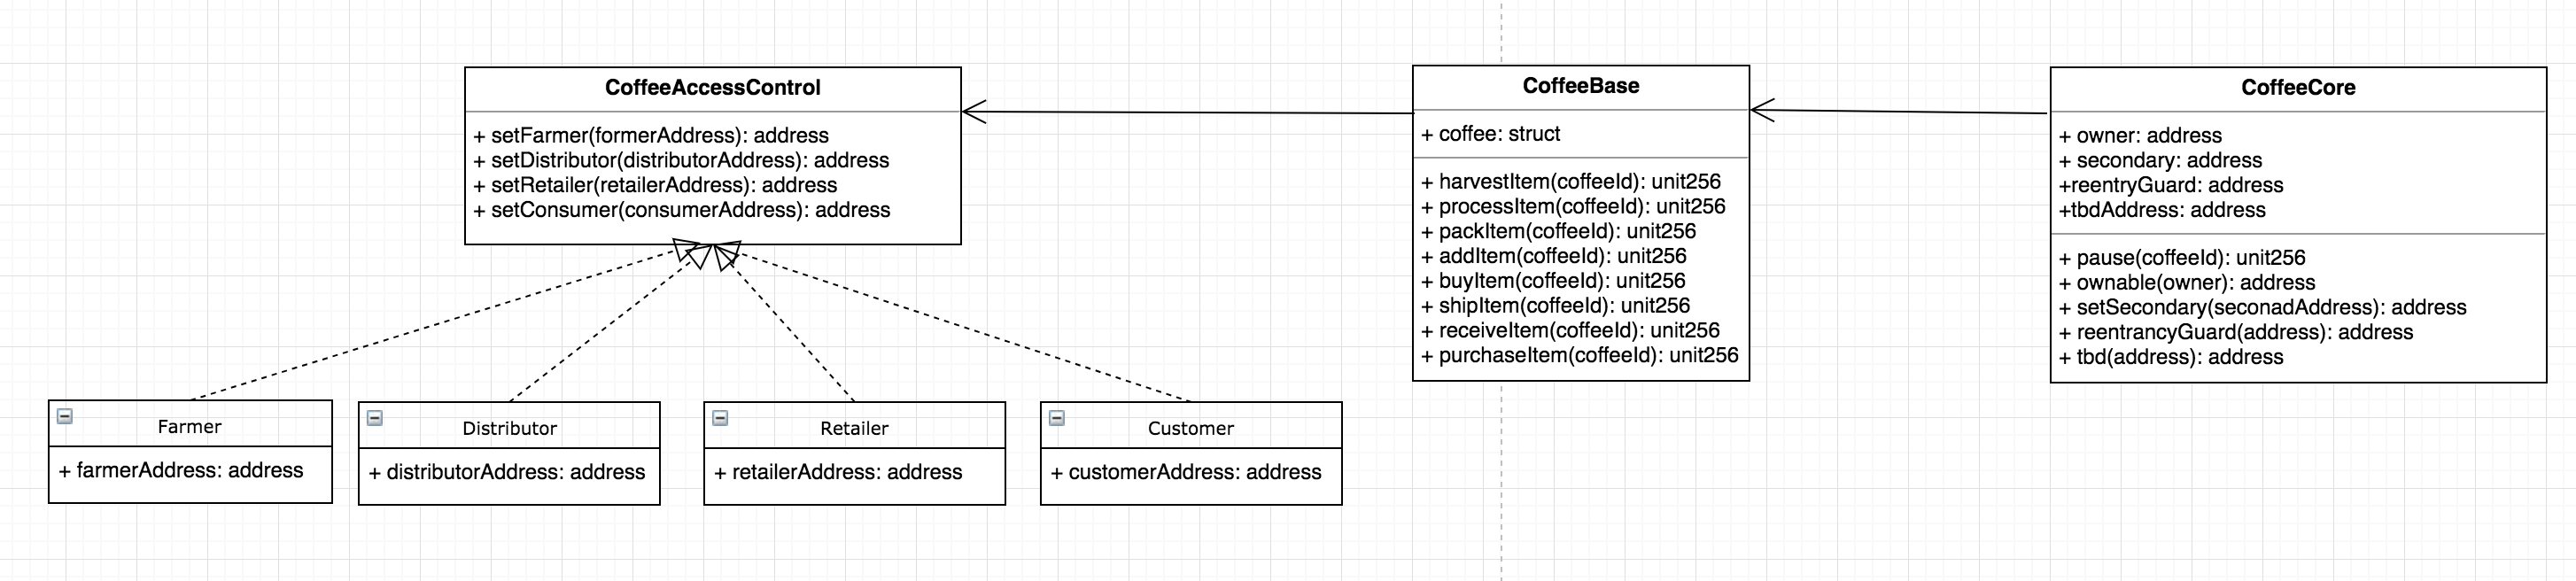 CoffeeAccessControl
+ setFarmer(formerAddress): address
+ setDistributor(distributorAddress): address
+ setRetailer(retailerAddress): address
+ setConsumer(consumerAddress): address
CoffeeBase
+ coffee: struct
+ harvestItem(coffeeId): unit256
+ processItem(coffeeId): unit256
+ packItem(coffeeId): unit256
+ addItem(coffeeId): unit256
+ buyItem(coffeeId): unit256
+ shipItem(coffeeId): unit256
+ receiveItem(coffeeId): unit256
+ purchaseItem(coffeeId): unit256
CoffeeCore
+ owner: address
+ secondary: address
+reentryGuard: address
+tbdAddress: address
+ pause(coffeeId): unit256
+ ownable(owner): address
+ setSecondary(seconadAddress): address
+ reentrancyGuard(address): address
+ tbd(address): address
Farmer
+ farmerAddress: address
Distributor
+ distributorAddress: address
Retailer
+ retailerAddress: address
Customer
+ customerAddress: address